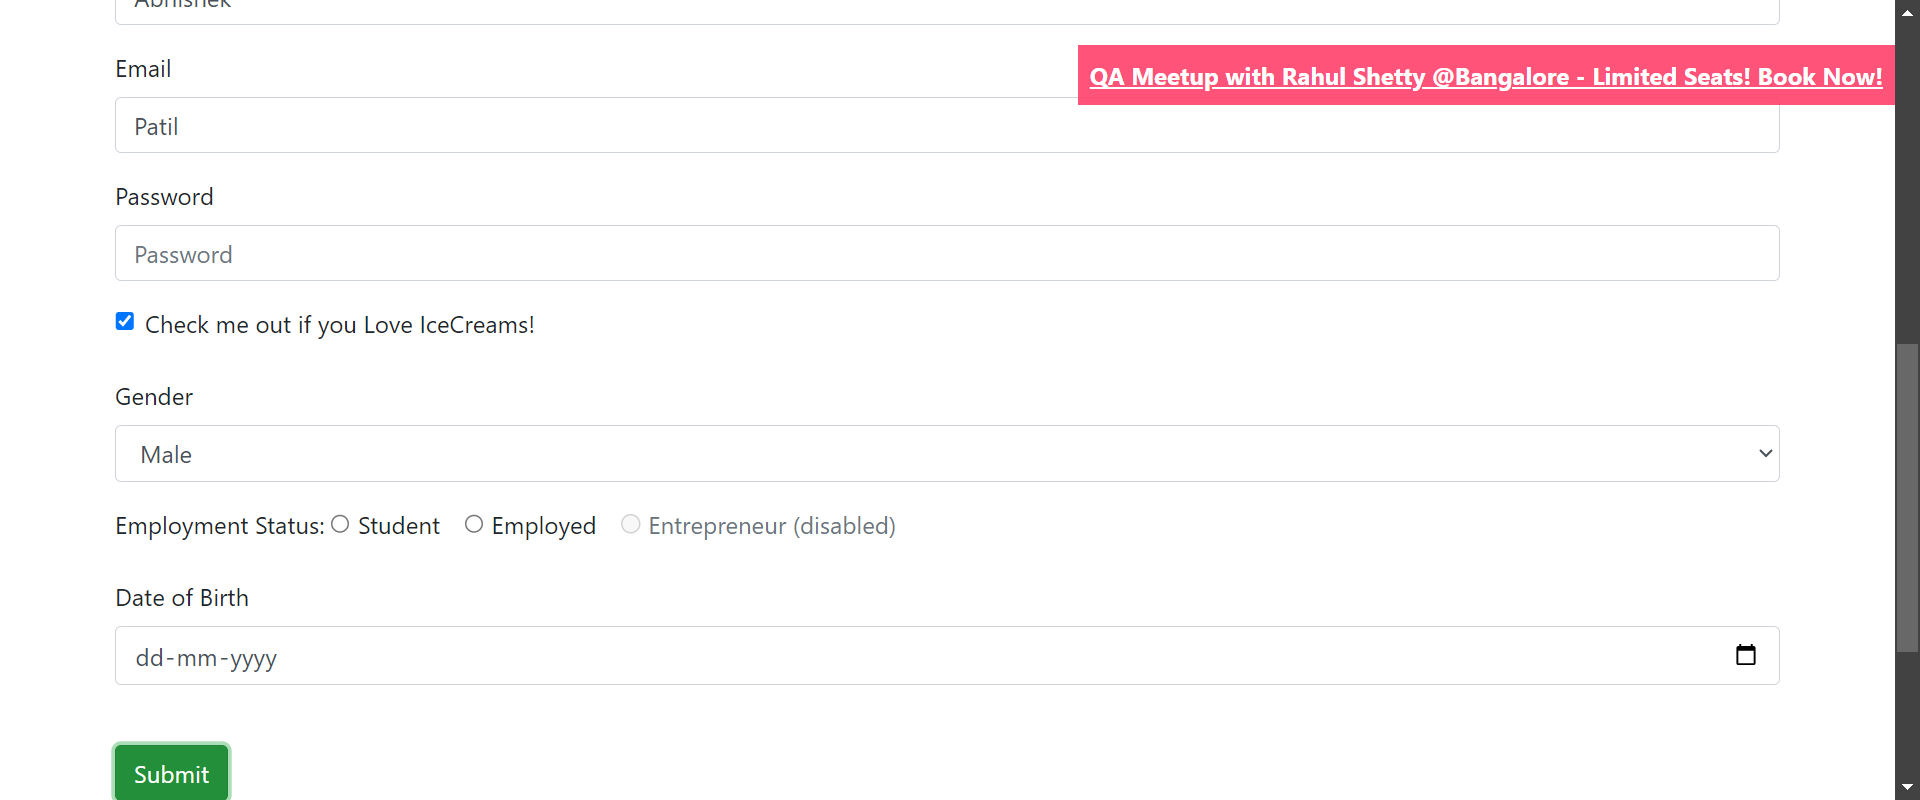 Abhishek
Email
QA Meetup with Rahul Shetty @Bangalore - Limited Seats! Book Now!
Patil
Password
Password
Check me out if you Love IceCreams!
Gender
Male
Employment Status: Student Employed Entrepreneur (disabled)
Date of Birth
dd-mm-yyyy
Submit